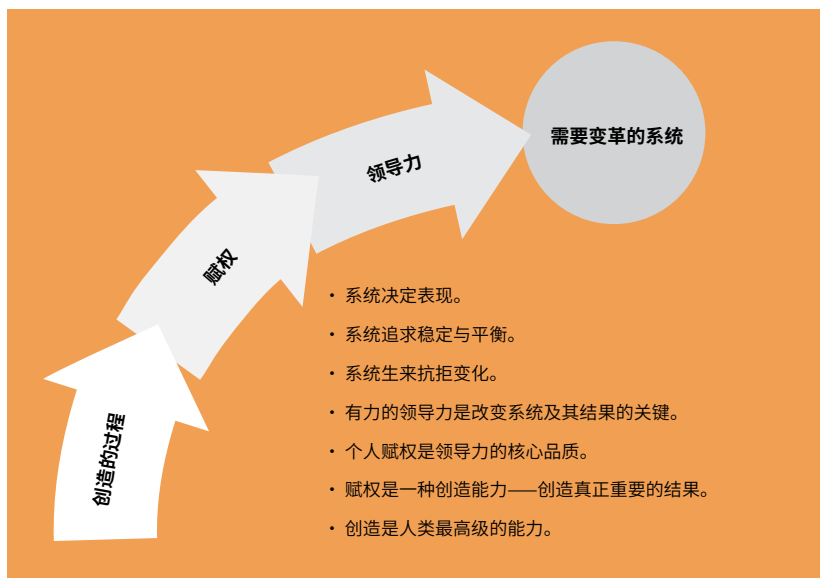 需要变革的系统
领导力
赋权
创造的过程
・系统决定表现。
・系统追求稳定与平衡。
・系统生来抗拒变化。
・有力的领导力是改变系统及其结果的关键。
・个人赋权是领导力的核心品质。
・赋权是一种创造能力——创造真正重要的结果。
・创造是人类最高级的能力。